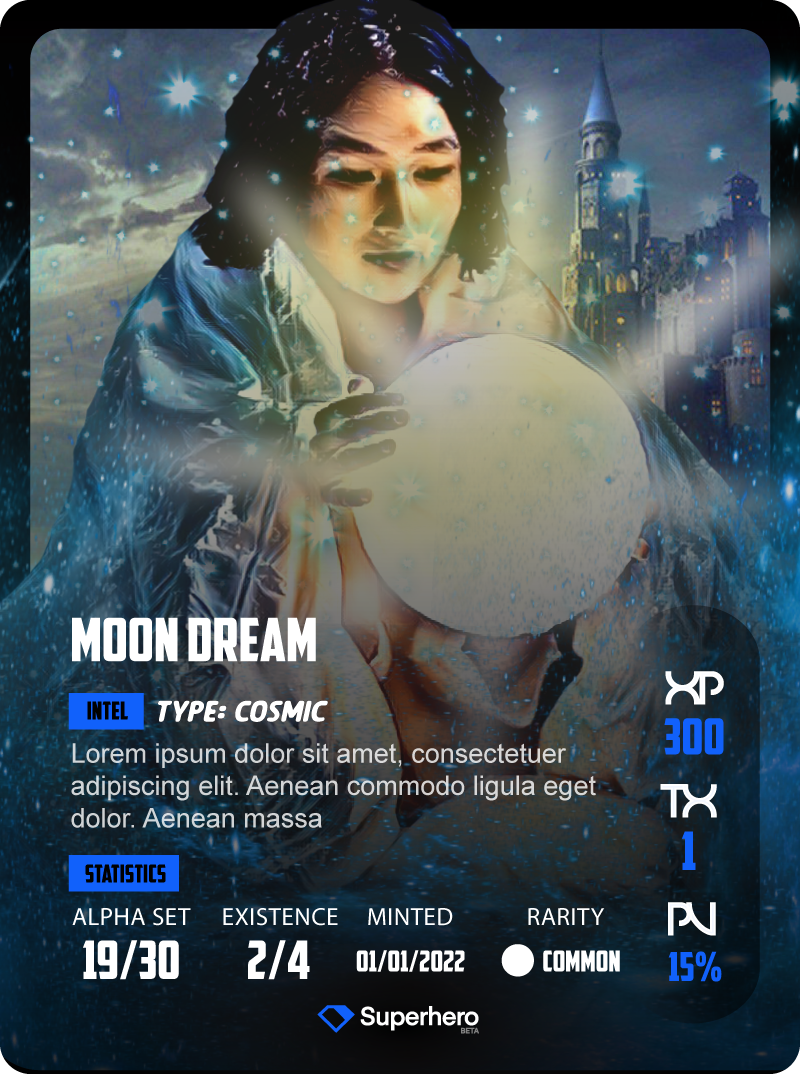 MOON DREAM
INTEL TYPE: COSMIC
Lorem ipsum dolor sit amet, consectetuer
adipiscing elit. Aenean commodo ligula eget
dolor. Aenean massa
STATISTICS
ALPHA SET EXISTENCE MINTED RARITY
19/30 2/4 01/01/2022 COMMON
XP
300
TX
1
PV
15%
Superhero
BETA